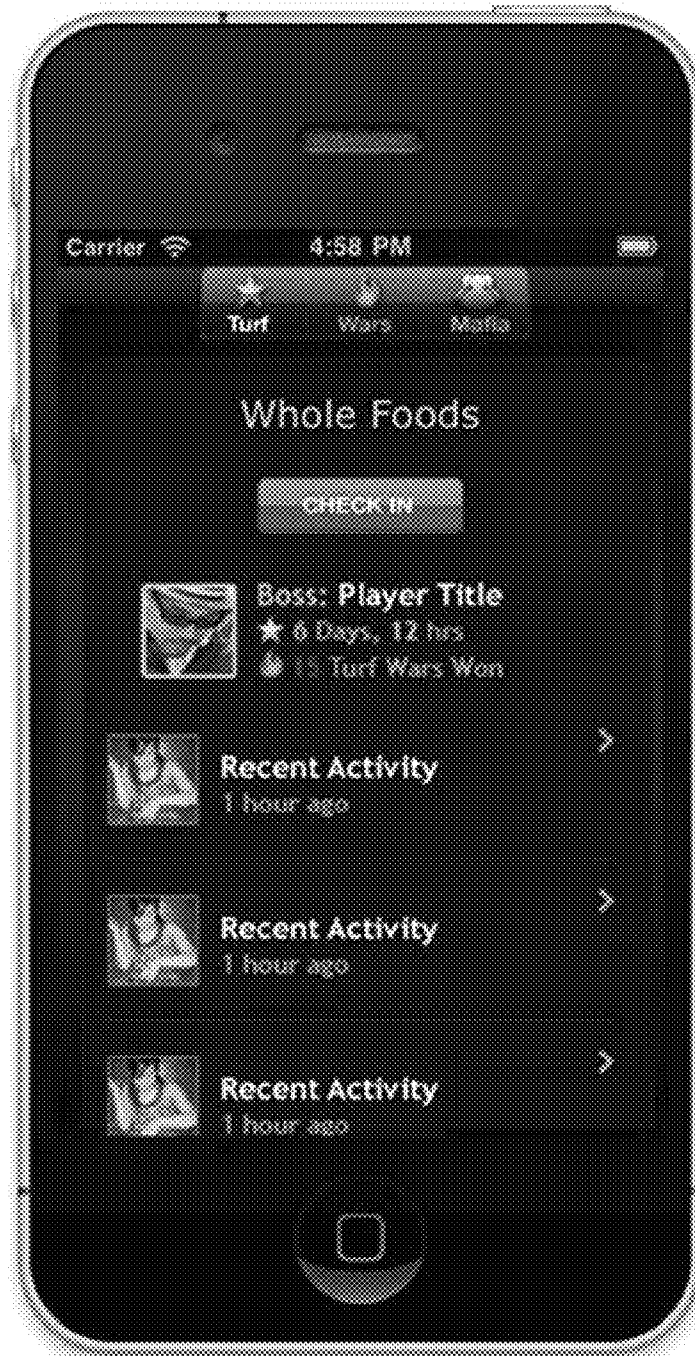 Carrier 4:58 PM
Turf Wars Mafia
Whole Foods
CHECK IN
Boss: Player Title
6 Days, 12 hrs
15 Turf Wars Won
Recent Activity
1 hour ago
Recent Activity
1 hour ago
Recent Activity
1 hour ago